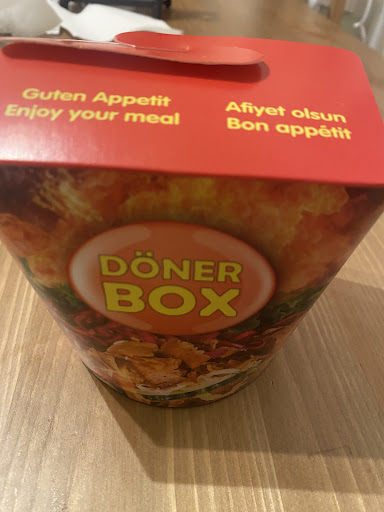 Guten Appetit
Enjoy your meal
Afiyet olsun
Bon appétit
DÖNER
BOX